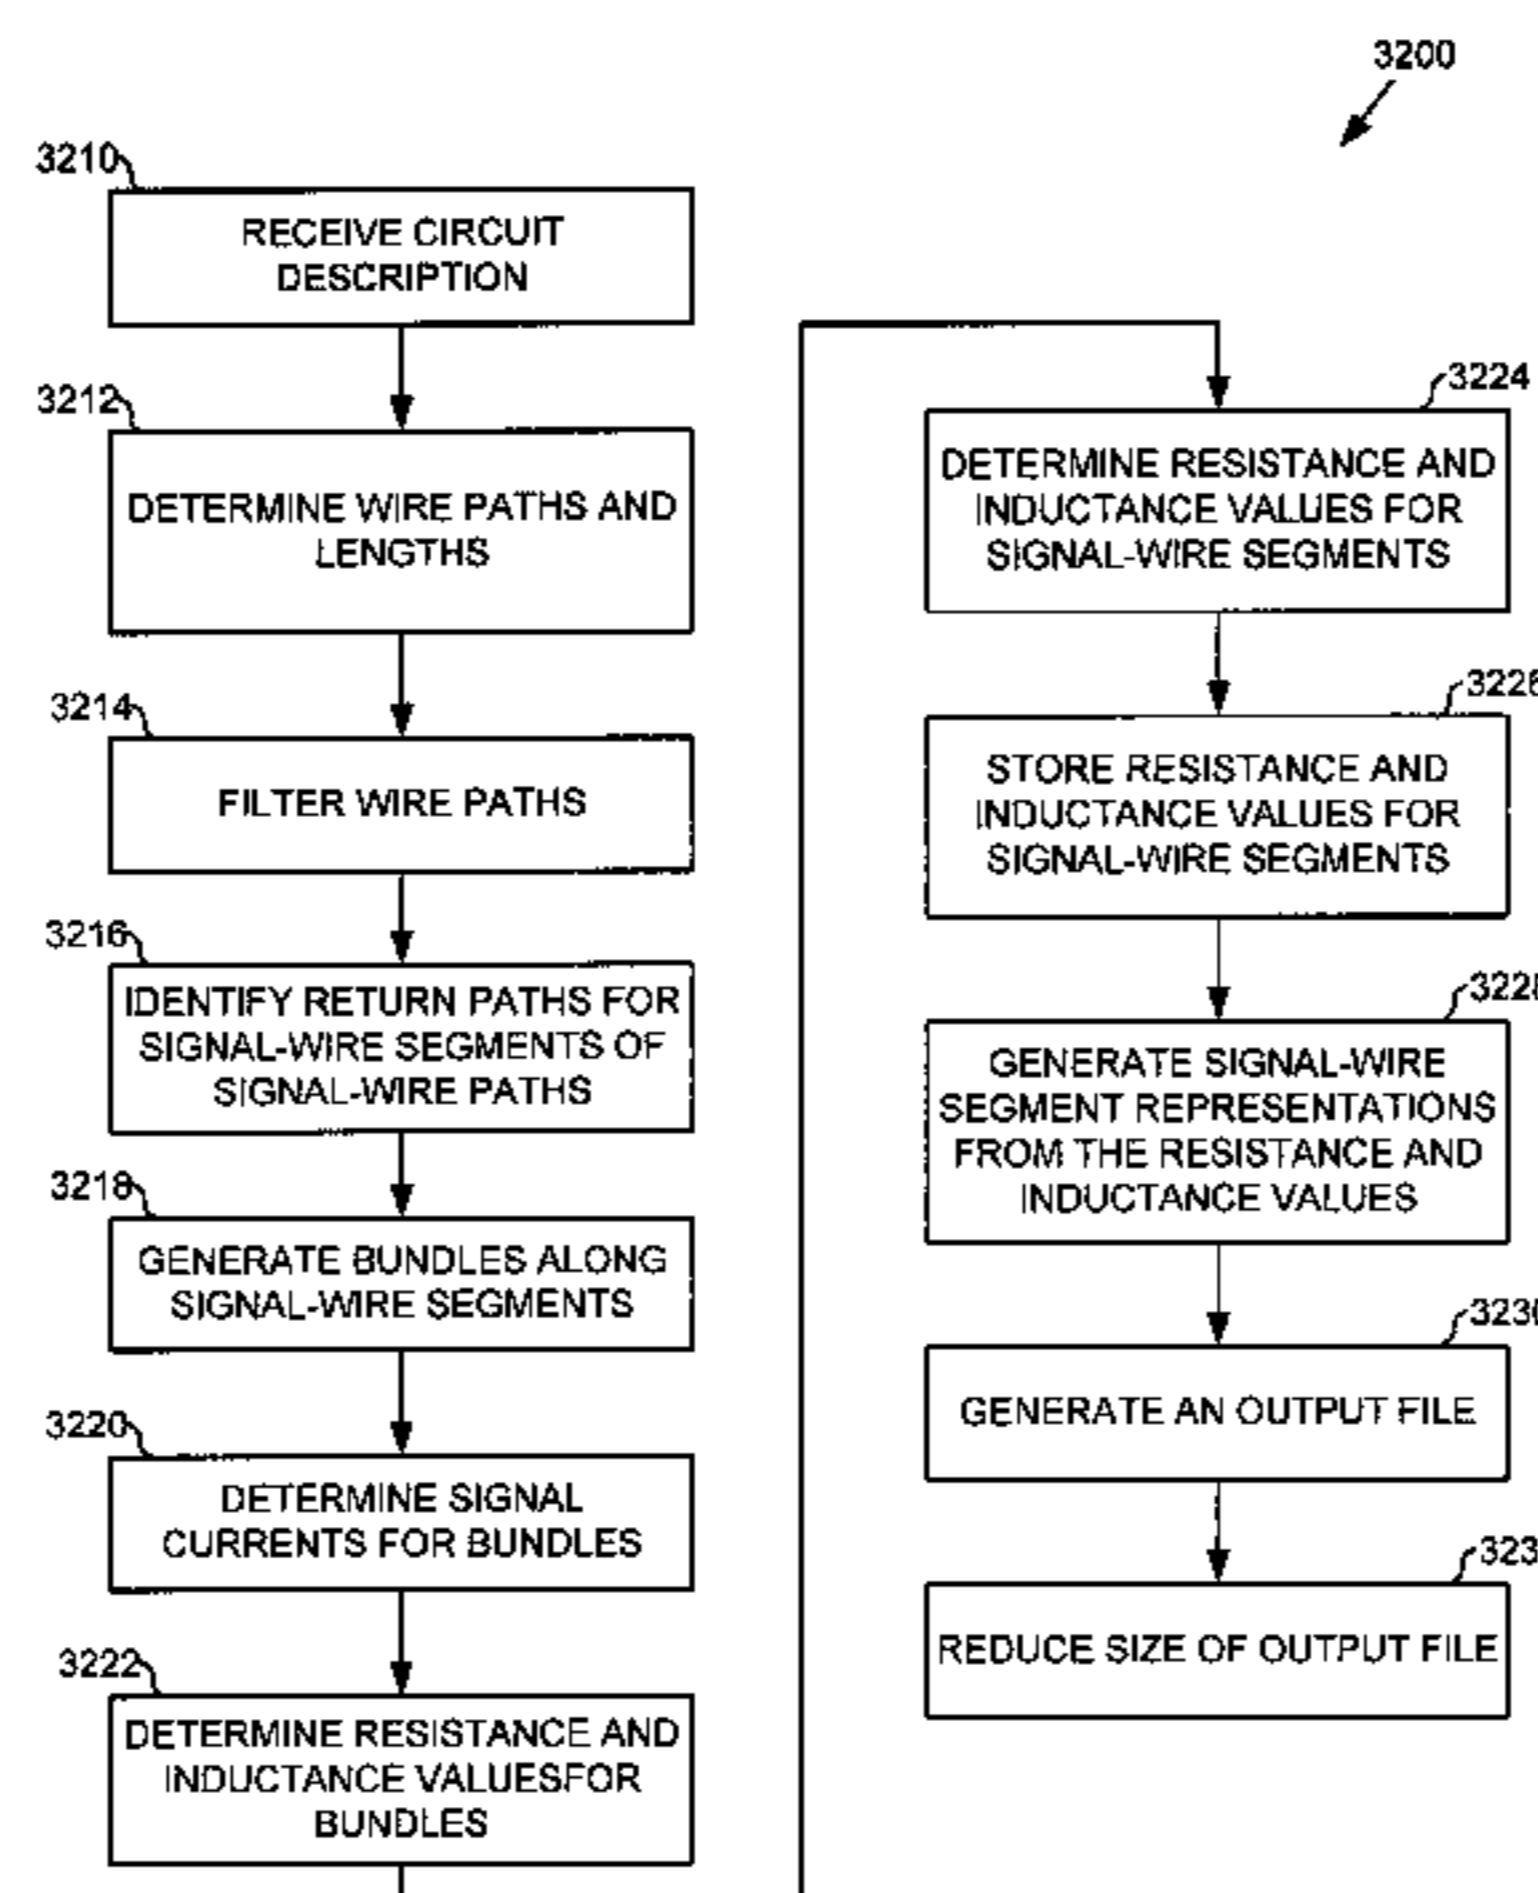 3200
3210
RECEIVE CIRCUIT
DESCRIPTION
3212
DETERMINE WIRE PATHS AND
LENGTHS
3214
FILTER WIRE PATHS
3216
IDENTIFY RETURN PATHS FOR
SIGNAL-WIRE SEGMENTS OF
SIGNAL-WIRE PATHS
3218
GENERATE BUNDLES ALONG
SIGNAL-WIRE SEGMENTS
3220
DETERMINE SIGNAL
CURRENTS FOR BUNDLES
3222
DETERMINE RESISTANCE AND
INDUCTANCE VALUESFOR
BUNDLES
3224
DETERMINE RESISTANCE AND
INDUCTANCE VALUES FOR
SIGNAL-WIRE SEGMENTS
3226
STORE RESISTANCE AND
INDUCTANCE VALUES FOR
SIGNAL-WIRE SEGMENTS
3228
GENERATE SIGNAL-WIRE
SEGMENT REPRESENTATIONS
FROM THE RESISTANCE AND
INDUCTANCE VALUES
3230
GENERATE AN OUTPUT FILE
323
REDUCE SIZE OF OUTPUT FILE